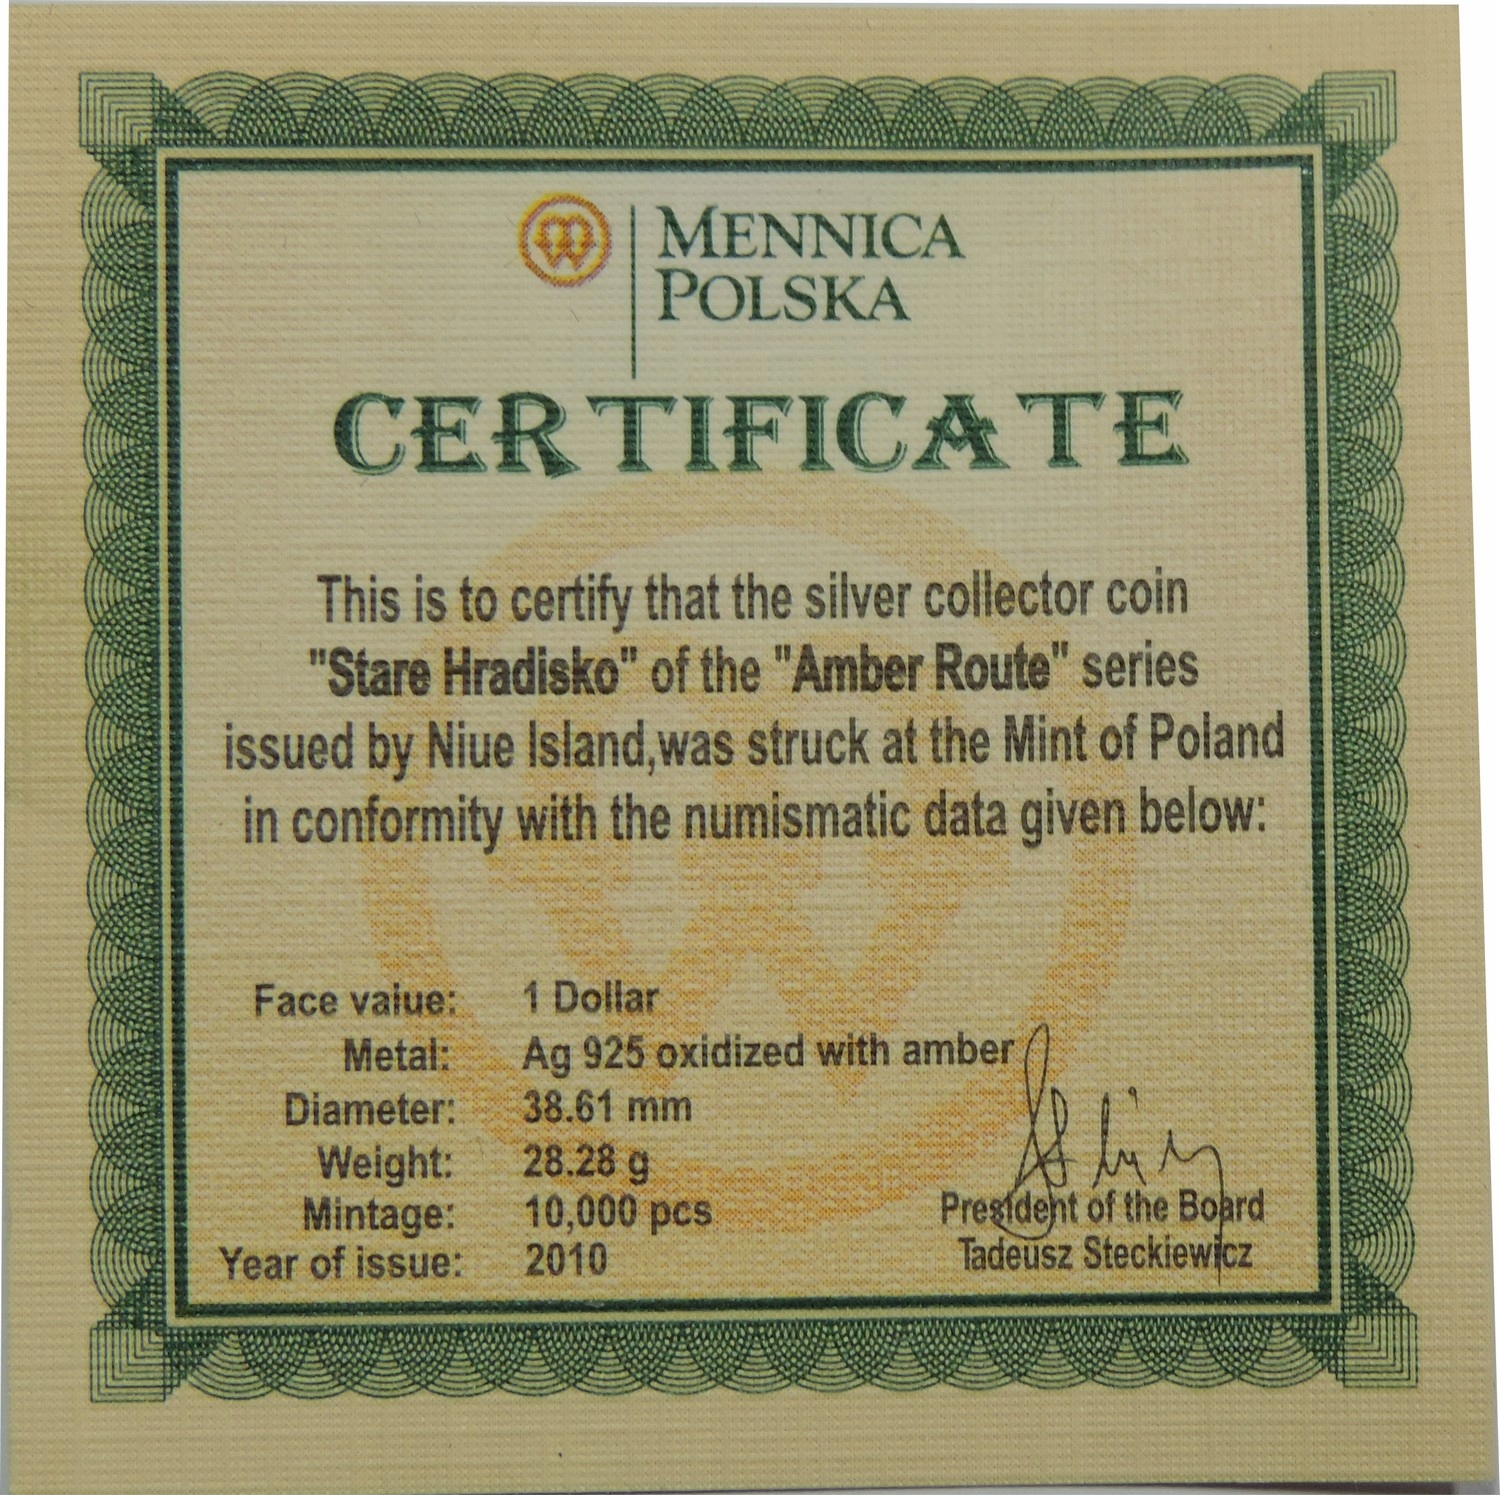 MENNICA
POLSKA
CERTIFICATE
This is to certify that the silver collector coin
"Stare Hradisko" of the "Amber Route" series
issued by Niue Island,was struck at the Mint of Poland
in conformity with the numismatic data given below:
Face value: 1 Dollar
Metal: Ag 925 oxidized with amber
Diameter: 38.61 mm
Weight: 28.28 g
Mintage: 10,000 pcs
Year of issue: 2010
President of the Board
Tadeusz Steckiewicz